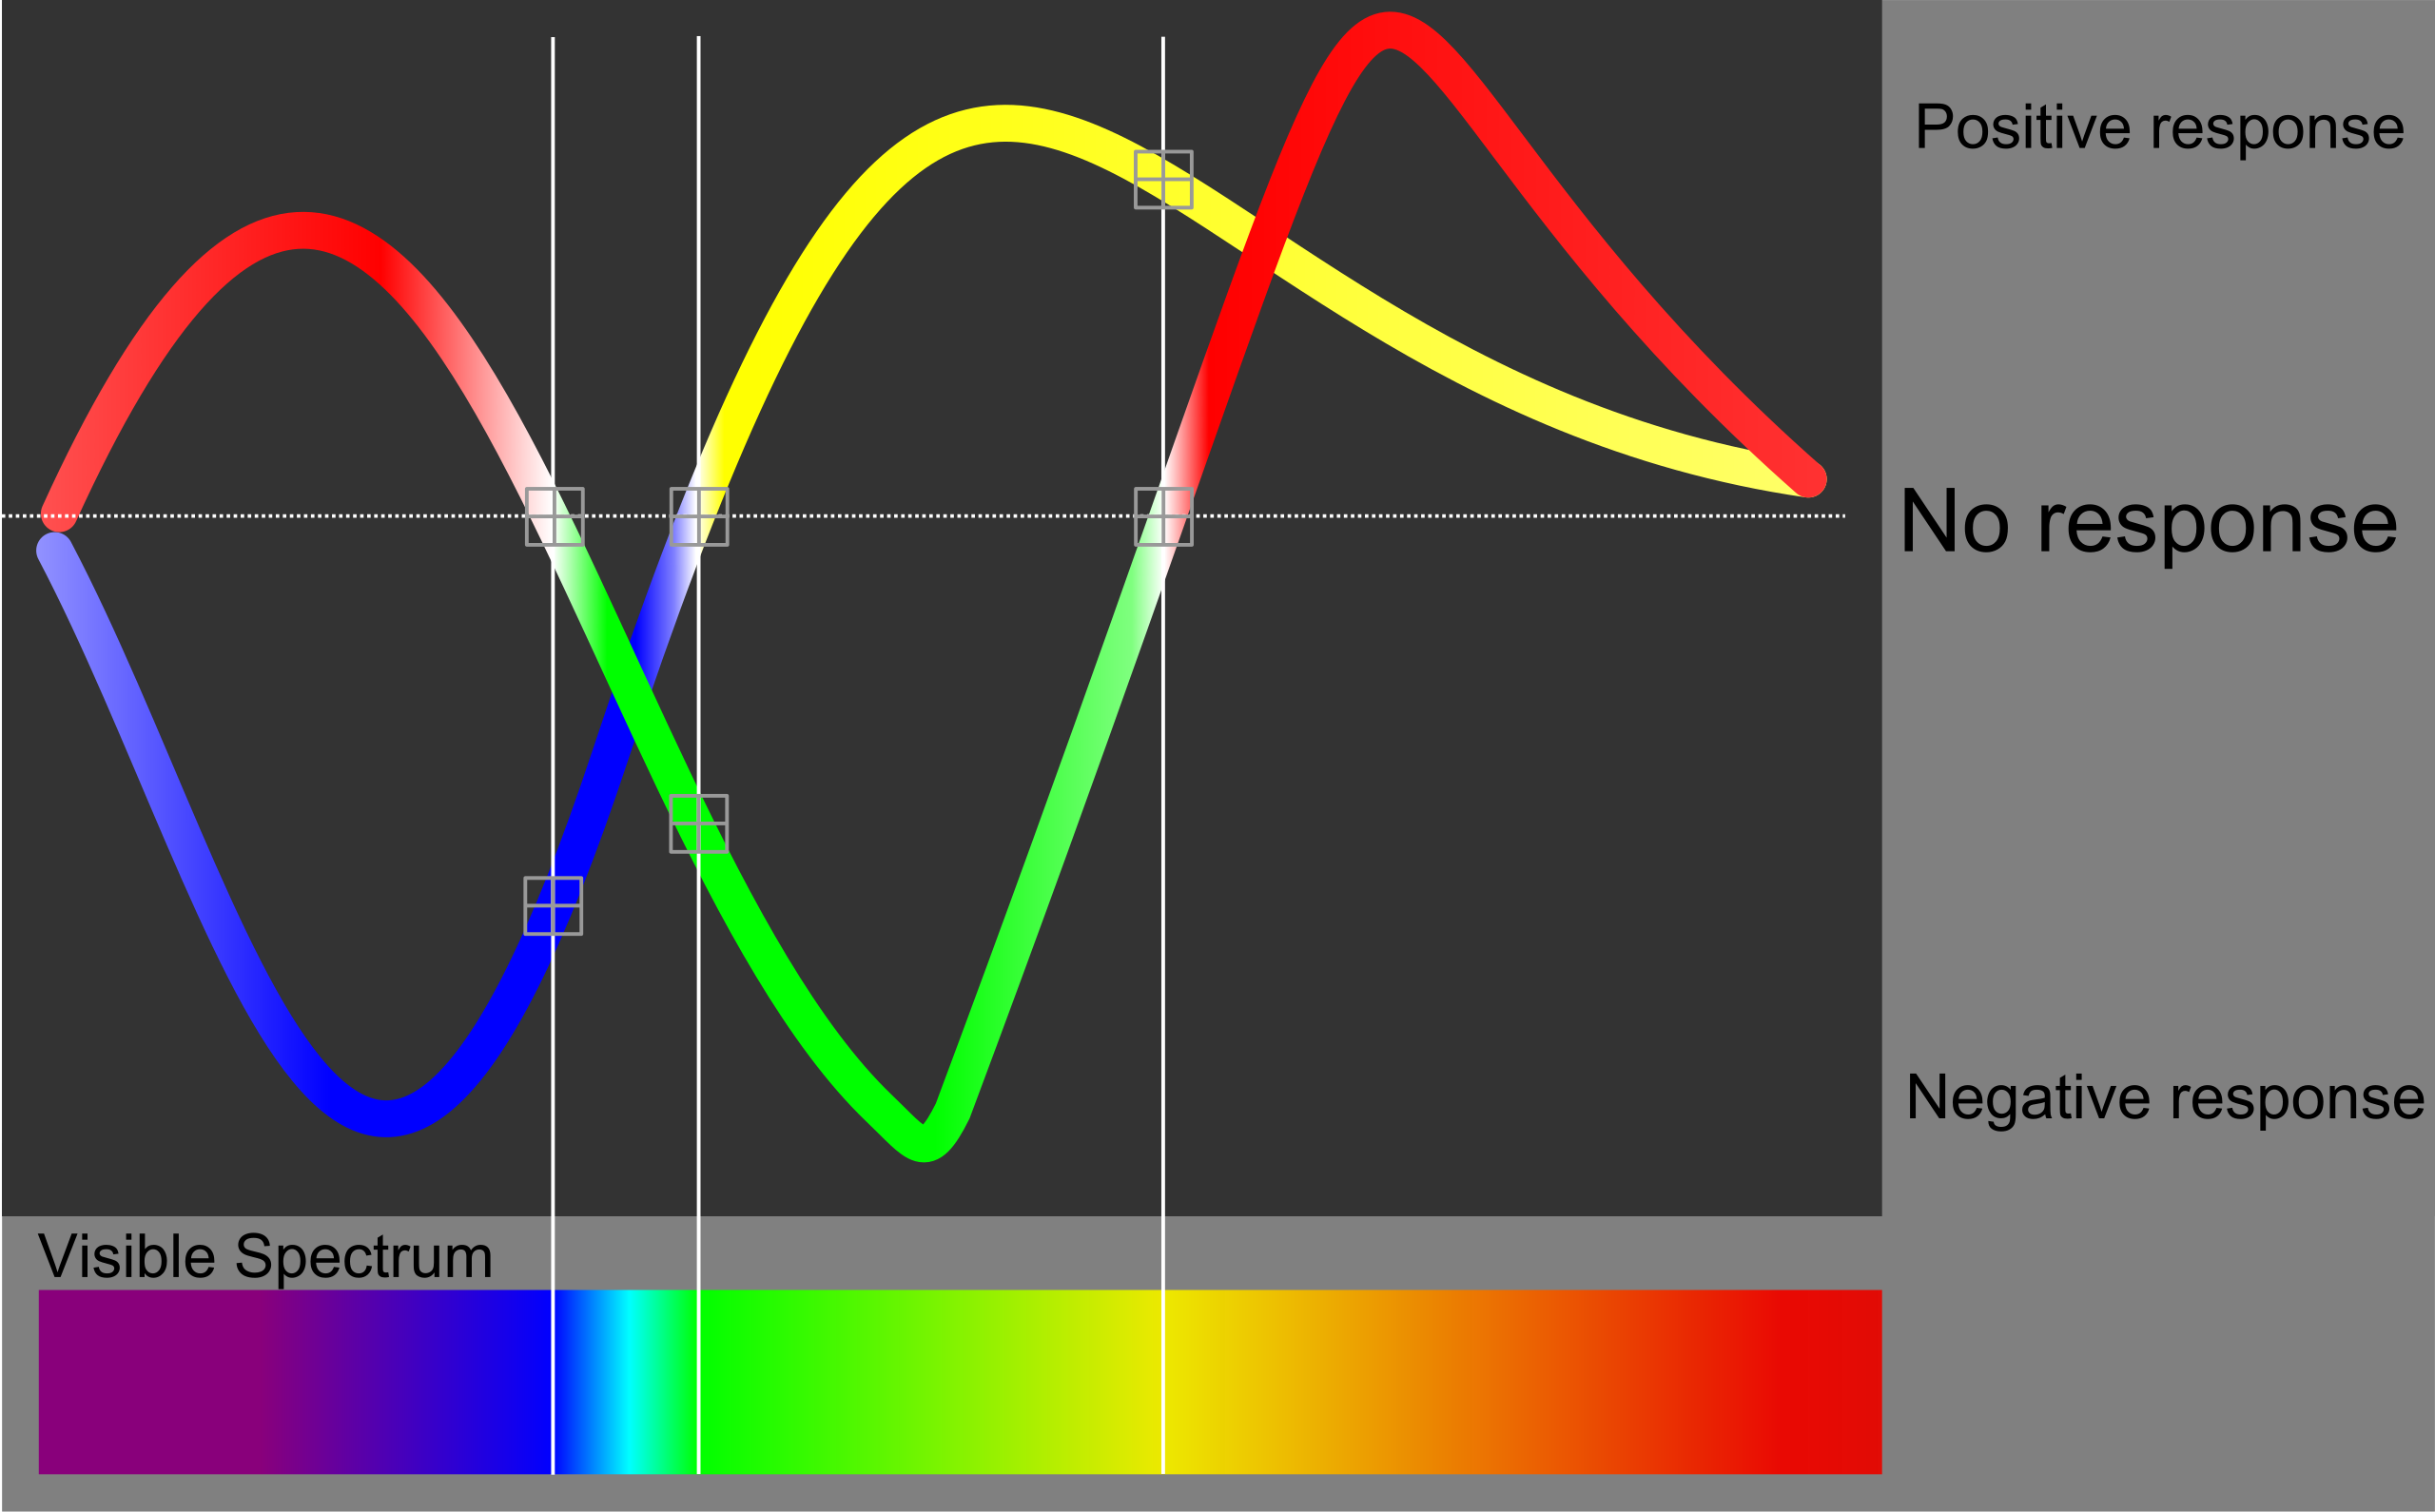 Positive response
No response
Negative response
Visible Spectrum